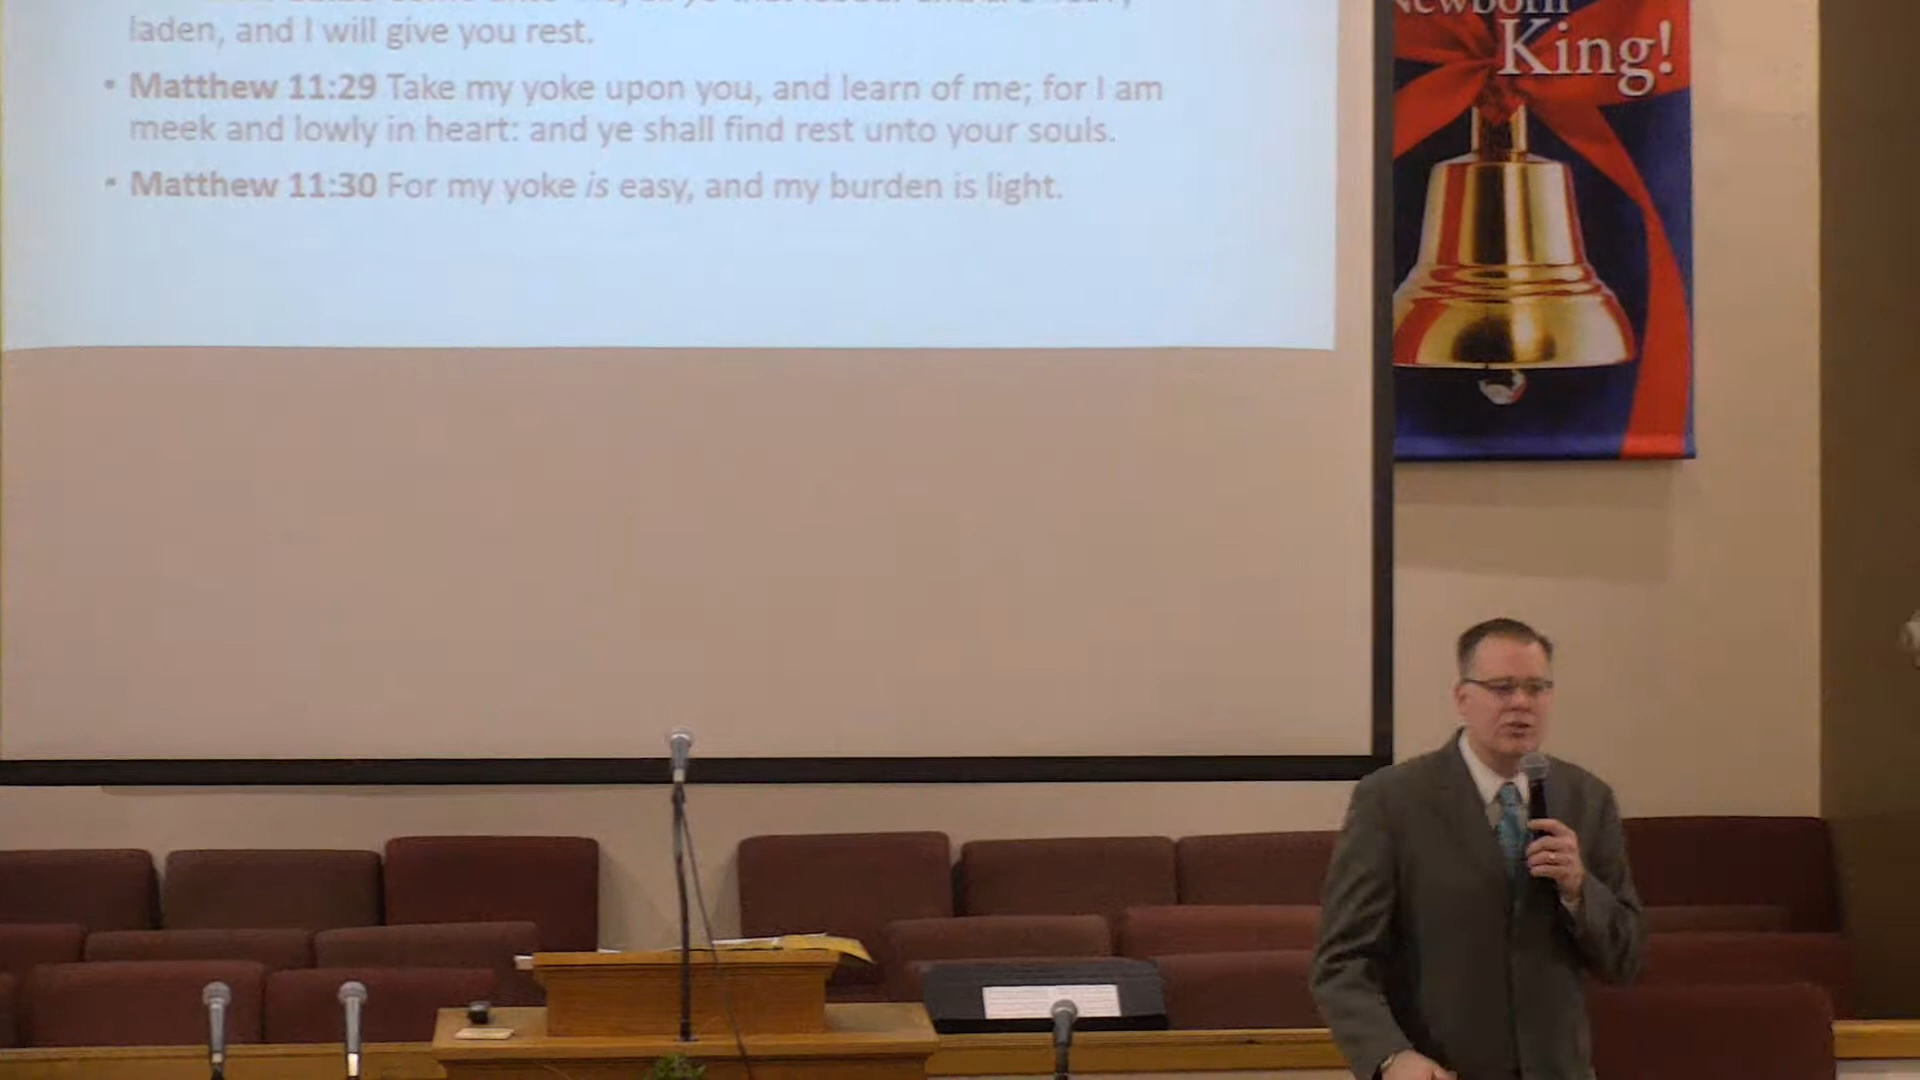 laden, and I will give you rest.
• Matthew 11:29 Take my yoke upon you, and learn of me; for I am
meek and lowly in heart: and ye shall find rest unto your souls.
• Matthew 11:30 For my yoke is easy, and my burden is light.
Newborn
King!